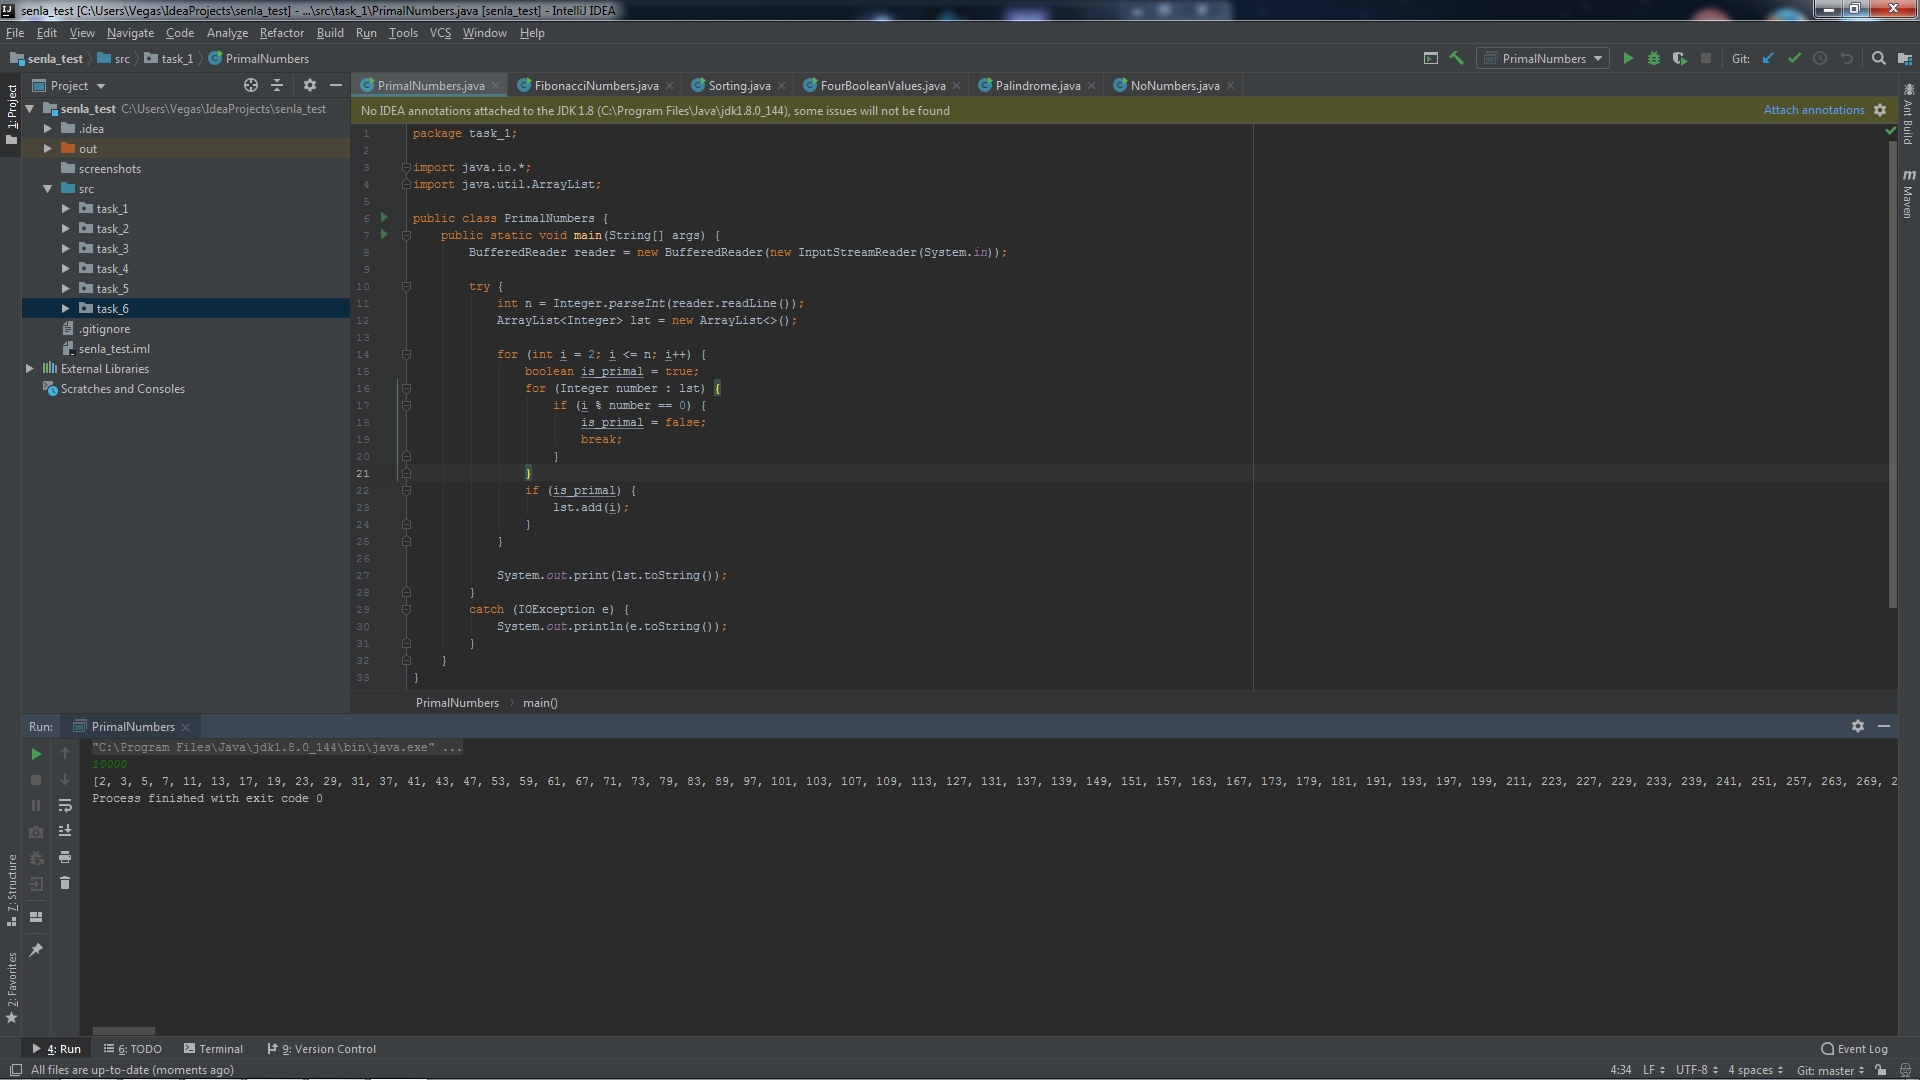 senla_test [C:\Users\Vegas\IdeaProjects\senla_test] - ...\src\task_1\PrimalNumbers.java [senla_test] - IntelliJ IDEA
File Edit View Navigate Code Analyze Refactor Build Run Tools VCS Window Help
senla_test src task_1 PrimalNumbers PrimalNumbers Git:
1: Project
Project
PrimalNumbers.java FibonacciNumbers.java Sorting.java FourBooleanValues.java Palindrome.java NoNumbers.java
Ant Build
Maven
senla_test C:\Users\Vegas\IdeaProjects\senla_test
.idea
out
screenshots
src
task_1
task_2
task_3
task_4
task_5
task_6
.gitignore
senla_test.iml
External Libraries
Scratches and Consoles
No IDEA annotations attached to the JDK 1.8 (C:\Program Files\Java\jdk1.8.0_144), some issues will not be found Attach annotations
1 package task_1;
2
3 import java.io.*;
4 import java.util.ArrayList;
5
6 public class PrimalNumbers {
7 public static void main(String[] args) {
8 BufferedReader reader = new BufferedReader(new InputStreamReader(System.in));
9
10 try {
11 int n = Integer.parseInt(reader.readLine());
12 ArrayList<Integer> lst = new ArrayList<>();
13
14 for (int i = 2; i <= n; i++) {
15 boolean is_primal = true;
16 for (Integer number : lst) {
17 if (i % number == 0) {
18 is_primal = false;
19 break;
20 }
21 }
22 if (is_primal) {
23 lst.add(i);
24 }
25 }
26
27 System.out.print(lst.toString());
28 }
29 catch (IOException e) {
30 System.out.println(e.toString());
31 }
32 }
33 }
PrimalNumbers main()
Run: PrimalNumbers
"C:\Program Files\Java\jdk1.8.0_144\bin\java.exe" ...
10000
[2, 3, 5, 7, 11, 13, 17, 19, 23, 29, 31, 37, 41, 43, 47, 53, 59, 61, 67, 71, 73, 79, 83, 89, 97, 101, 103, 107, 109, 113, 127, 131, 137, 139, 149, 151, 157, 163, 167, 173, 179, 181, 191, 193, 197, 199, 211, 223, 227, 229, 233, 239, 241, 251, 257, 263, 269, 2
Process finished with exit code 0
7: Structure
2: Favorites
4: Run 6: TODO Terminal 9: Version Control Event Log
All files are up-to-date (moments ago) 4:34 LF UTF-8 4 spaces Git: master